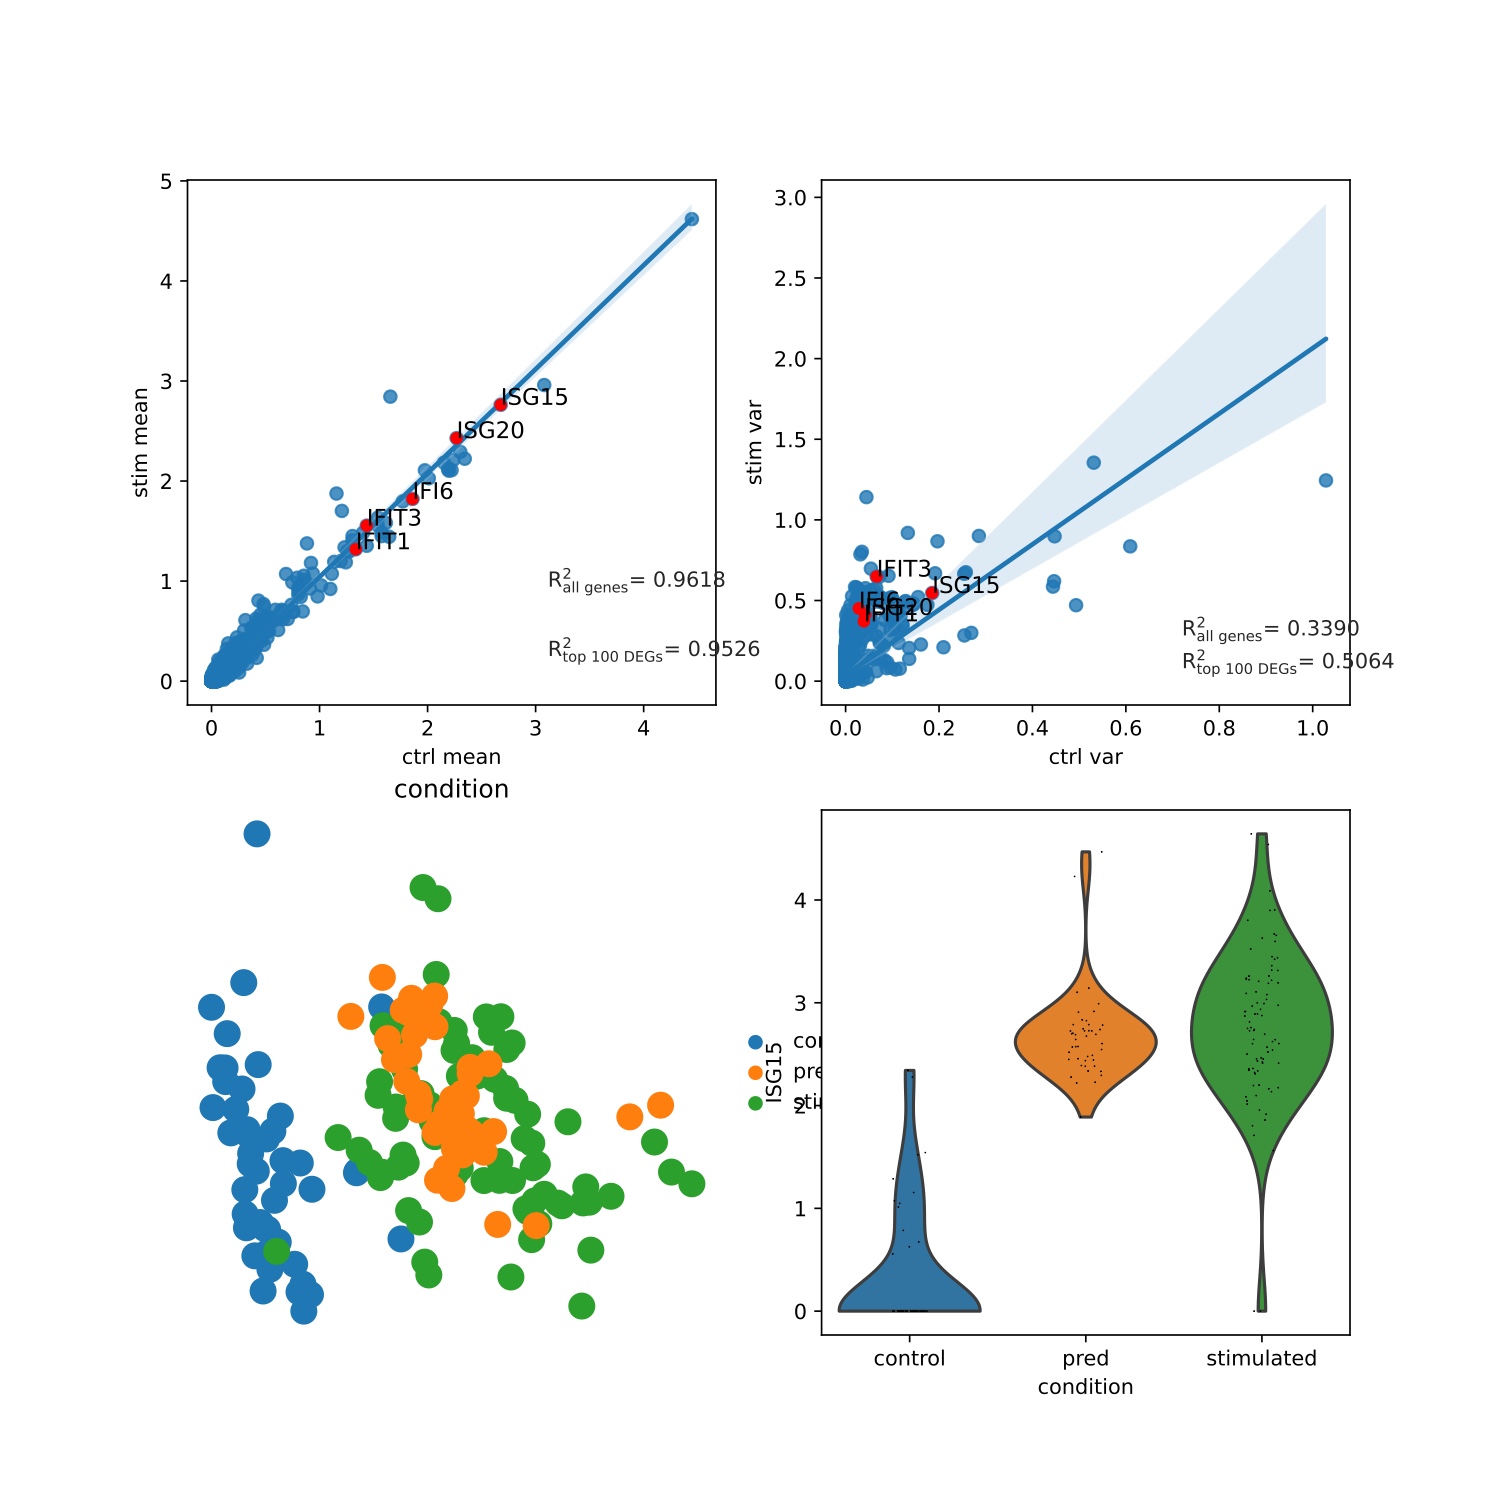 5
4
3
2
1
0
stim mean
ISG15
ISG20
IFI6
IFIT3
IFIT1
R²all genes= 0.9618
R²top 100 DEGs= 0.9526
0 1 2 3 4
ctrl mean
3.0
2.5
2.0
1.5
1.0
0.5
0.0
stim var
IFIT3
ISG15
IFI6
ISG20
IFIT1
R²all genes= 0.3390
R²top 100 DEGs= 0.5064
0.0 0.2 0.4 0.6 0.8 1.0
ctrl var
condition
ISG15
4
3
2
1
0
control pred stimulated
condition